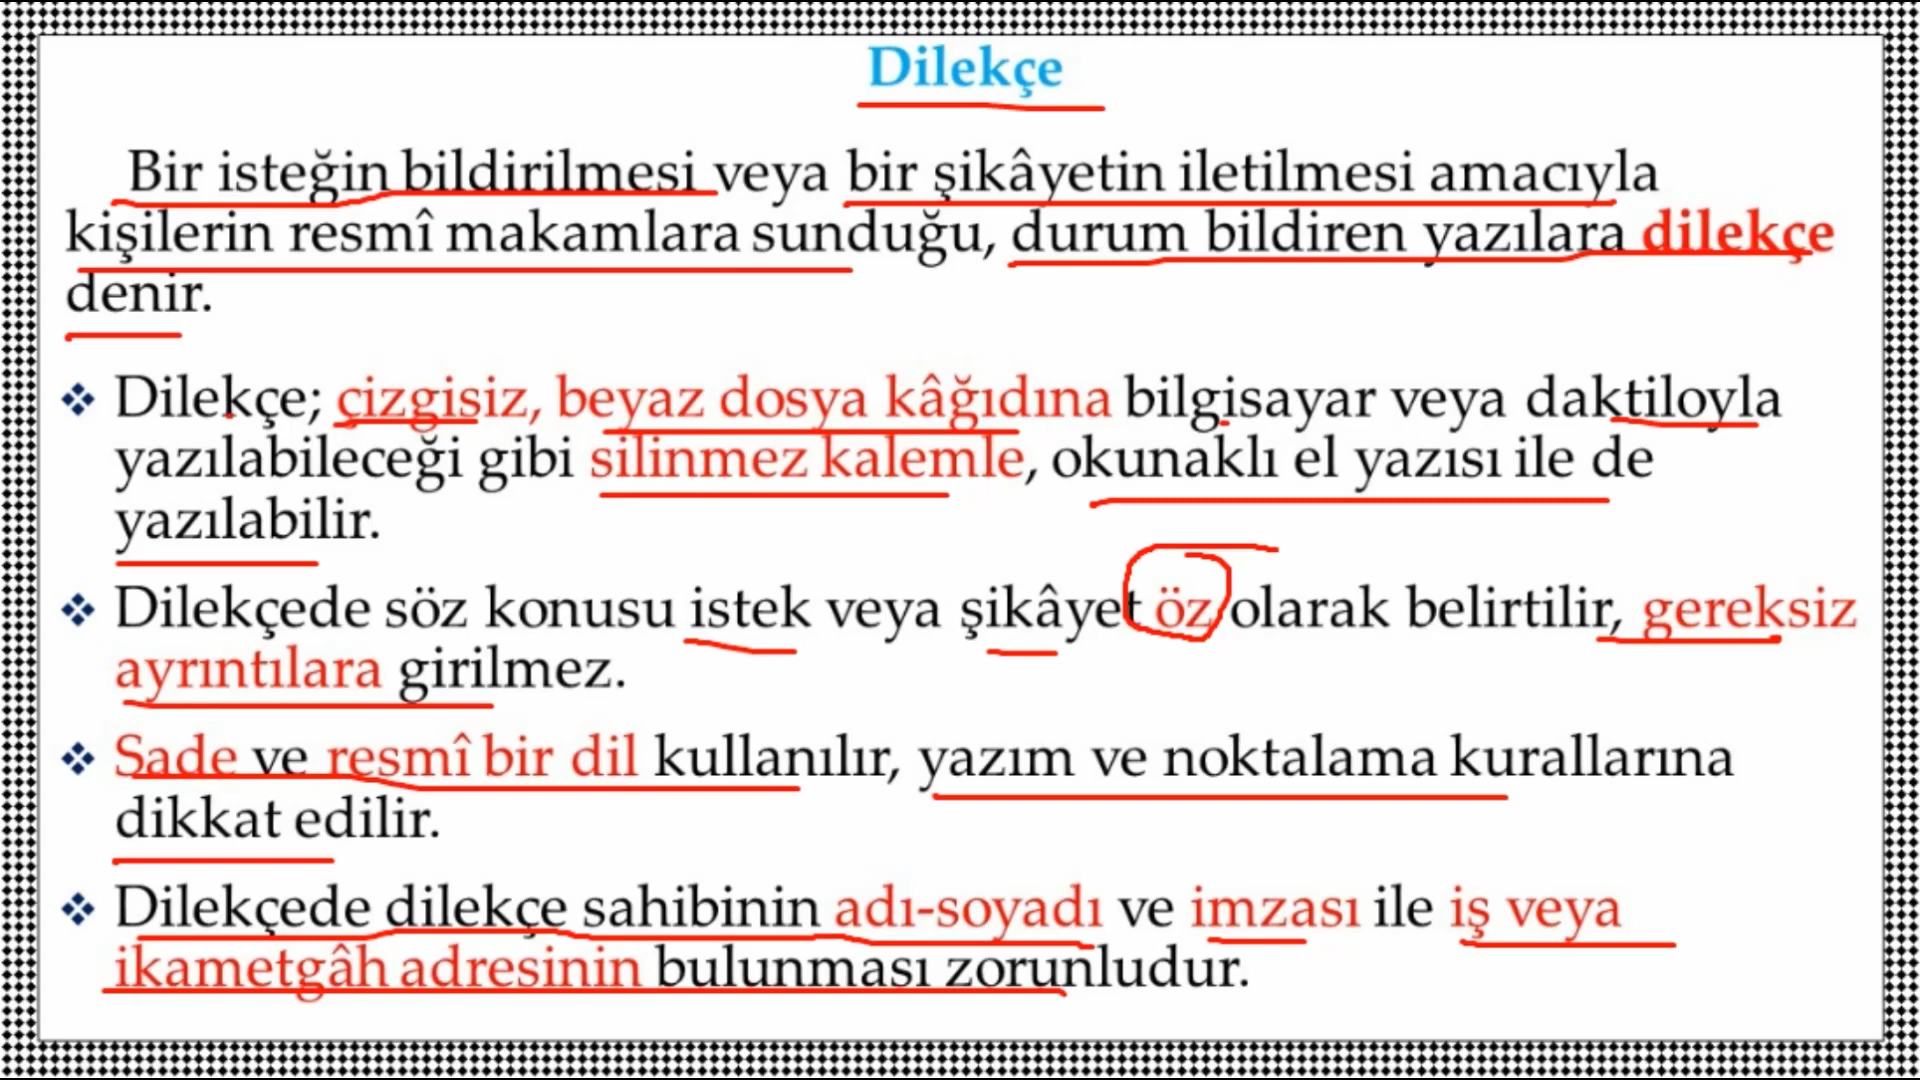 Dilekçe
Bir isteğin bildirilmesi veya bir şikâyetin iletilmesi amacıyla
kişilerin resmî makamlara sunduğu, durum bildiren yazılara dilekçe
denir.
❖ Dilekçe; çizgisiz, beyaz dosya kâğıdına bilgisayar veya daktiloyla
yazılabileceği gibi silinmez kalemle, okunaklı el yazısı ile de
yazılabilir.
❖ Dilekçede söz konusu istek veya şikâyet öz olarak belirtilir, gereksiz
ayrıntılara girilmez.
❖ Sade ve resmî bir dil kullanılır, yazım ve noktalama kurallarına
dikkat edilir.
❖ Dilekçede dilekçe sahibinin adı-soyadı ve imzası ile iş veya
ikametgâh adresinin bulunması zorunludur.